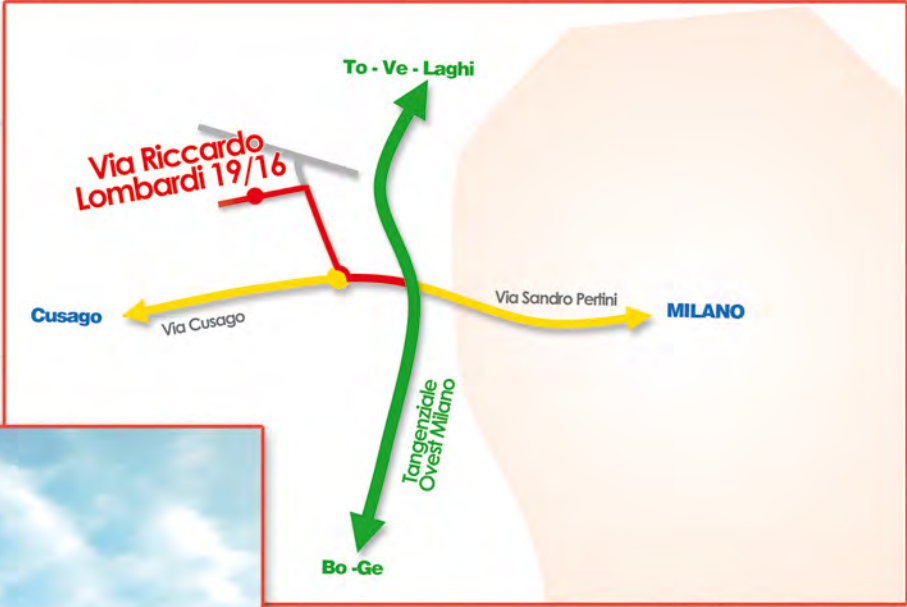 To - Ve - Laghi
Via Riccardo
Lombardi 19/16
Cusago
Via Cusago
Via Sandro Pertini
MILANO
Tangenziale
Ovest Milano
Bo -Ge